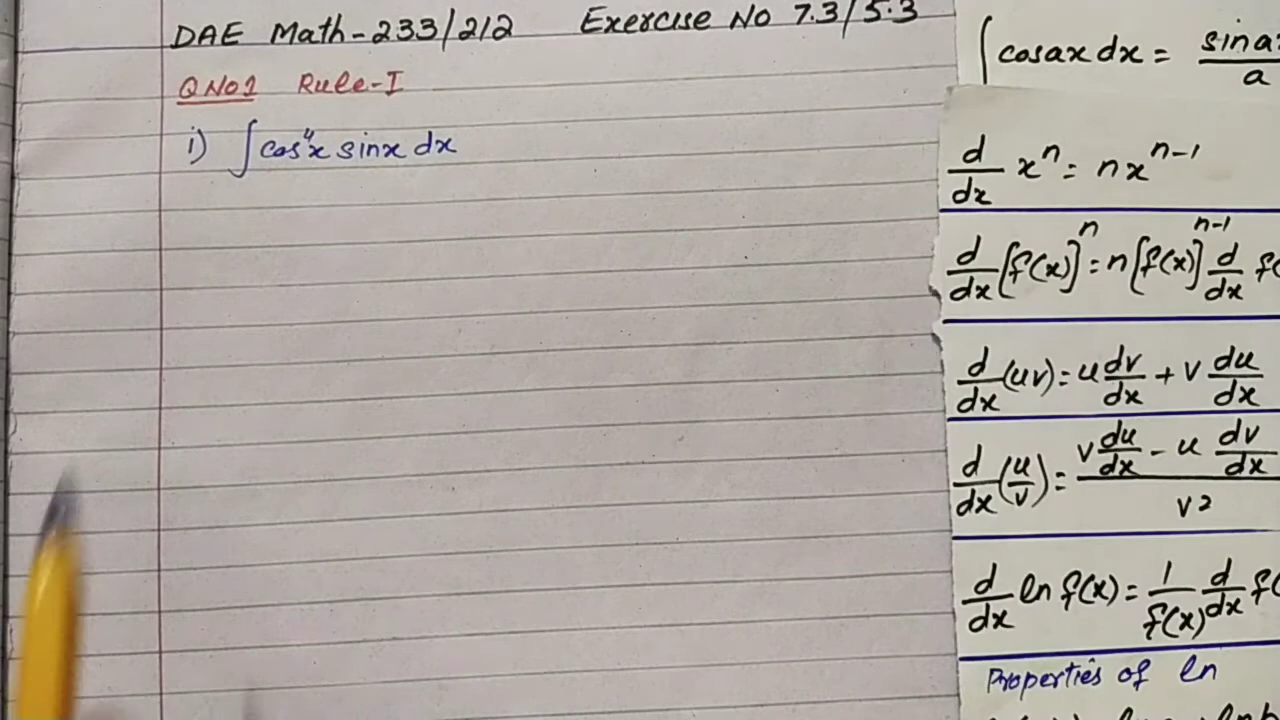 DAE Math-233/212 Exercise No 7.3/5.3
Q No1 Rule-I
i) ∫cos⁴x sinx dx
∫cosax dx = sina/a
d/dx xⁿ = nxⁿ⁻¹
d/dx [f(x)]ⁿ = n[f(x)]ⁿ⁻¹ d/dx f(
d/dx (uv) = u dv/dx + v du/dx
d/dx (u/v) = (v du/dx - u dv/dx)/v2
d/dx ln f(x) = 1/f(x) d/dx f(
Properties of ln